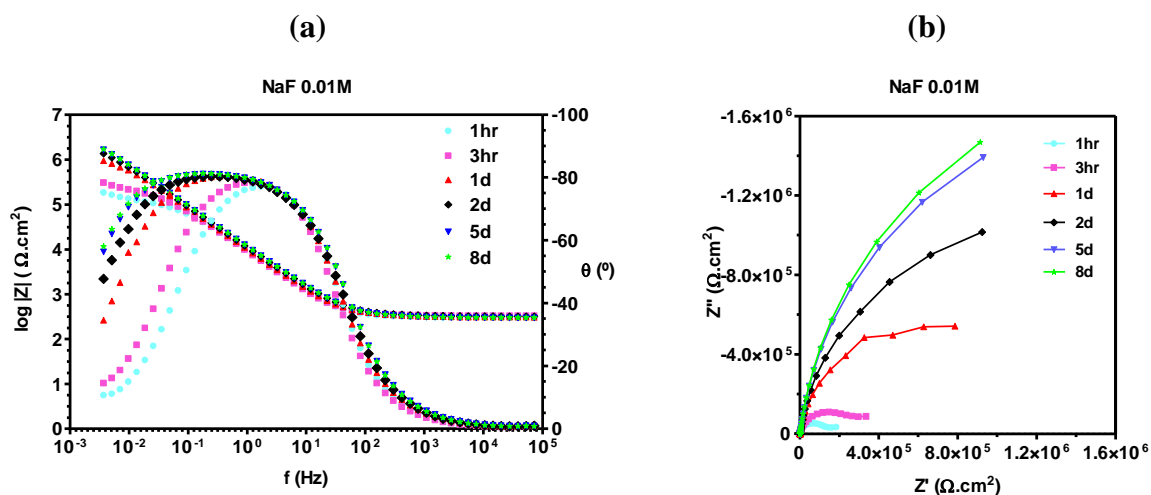 (a)
(b)
NaF 0.01M
7
6
5
4
3
2
1
0
log |Z| ( Ω.cm²)
-100
-80
-60
-40
-20
0
θ (º)
1hr
3hr
1d
2d
5d
8d
10⁻³
10⁻²
10⁻¹
10⁰
10¹
10²
10³
10⁴
10⁵
f (Hz)
NaF 0.01M
-1.6×10⁶
-1.2×10⁶
-8.0×10⁵
-4.0×10⁵
0
Z'' (Ω.cm²)
1hr
3hr
1d
2d
5d
8d
0
4.0×10⁵
8.0×10⁵
1.2×10⁶
1.6×10⁶
Z' (Ω.cm²)